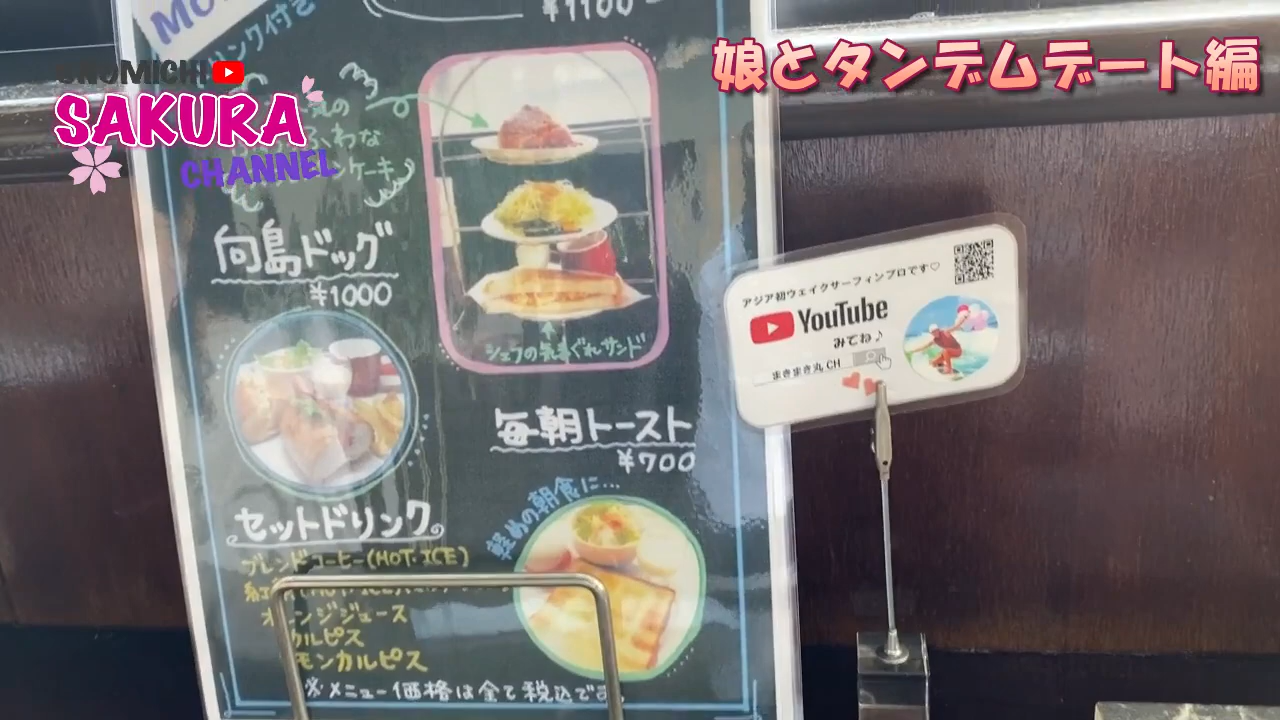 娘とタンデムデート編
ONOMICHI
SAKURA
CHANNEL
ドリンク付き
¥1100
向島ドッグ
¥1000
シェフの気まぐれサンド
毎朝トースト
¥700
軽めの朝食に...
セットドリンク
ブレンドコーヒー(HOT・ICE)
オレンジジュース
カルピス
モンカルピス
※メニュー価格は全て税込です
アジア初ウェイクサーフィンプロです♡
YouTube
みてね♪
まきまき丸 CH